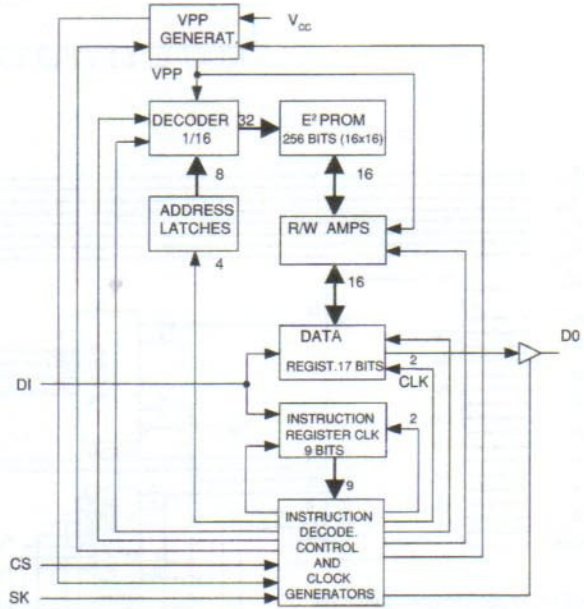 VPP
GENERAT.
Vcc
VPP
DECODER
1/16
32
E² PROM
256 BITS (16x16)
8
16
ADDRESS
LATCHES
R/W AMPS
4
16
DATA
REGIST.17 BITS
2
CLK
D0
DI
INSTRUCTION
REGISTER CLK
9 BITS
2
9
INSTRUCTION
DECODE.
CONTROL
AND
CLOCK
GENERATORS
CS
SK